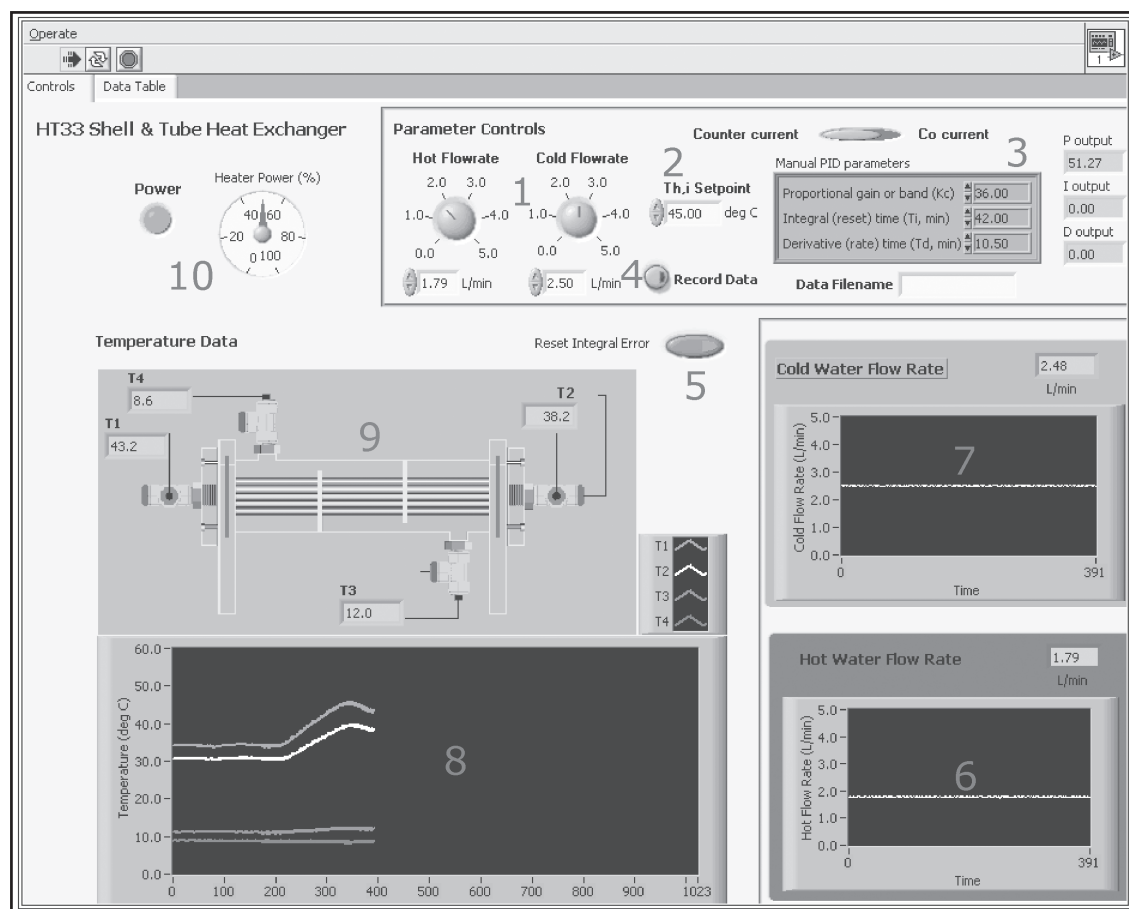 Operate
1
Controls
Data Table
HT33 Shell & Tube Heat Exchanger
Power
Heater Power (%)
40 60
20 80
0 100
10
Parameter Controls
Hot Flowrate
2.0 3.0
1.0 4.0
0.0 5.0
1.79 L/min
1
Cold Flowrate
2.0 3.0
1.0 4.0
0.0 5.0
2.50 L/min
2
Th,i Setpoint
45.00 deg C
4
Record Data
Counter current
Co current
3
Manual PID parameters
Proportional gain or band (Kc) 36.00
Integral (reset) time (Ti, min) 42.00
Derivative (rate) time (Td, min) 10.50
Data Filename
P output
51.27
I output
0.00
D output
0.00
Temperature Data
Reset Integral Error
5
T4
8.6
T1
43.2
9
T2
38.2
T3
12.0
T1
T2
T3
T4
60.0
50.0
40.0
30.0
20.0
10.0
0.0
Temperature (deg C)
8
0 100 200 300 400 500 600 700 800 900 1023
Cold Water Flow Rate
2.48
L/min
5.0
4.0
3.0
2.0
1.0
0.0
Cold Flow Rate (L/min)
7
0 391
Time
Hot Water Flow Rate
1.79
L/min
5.0
4.0
3.0
2.0
1.0
0.0
Hot Flow Rate (L/min)
6
0 391
Time